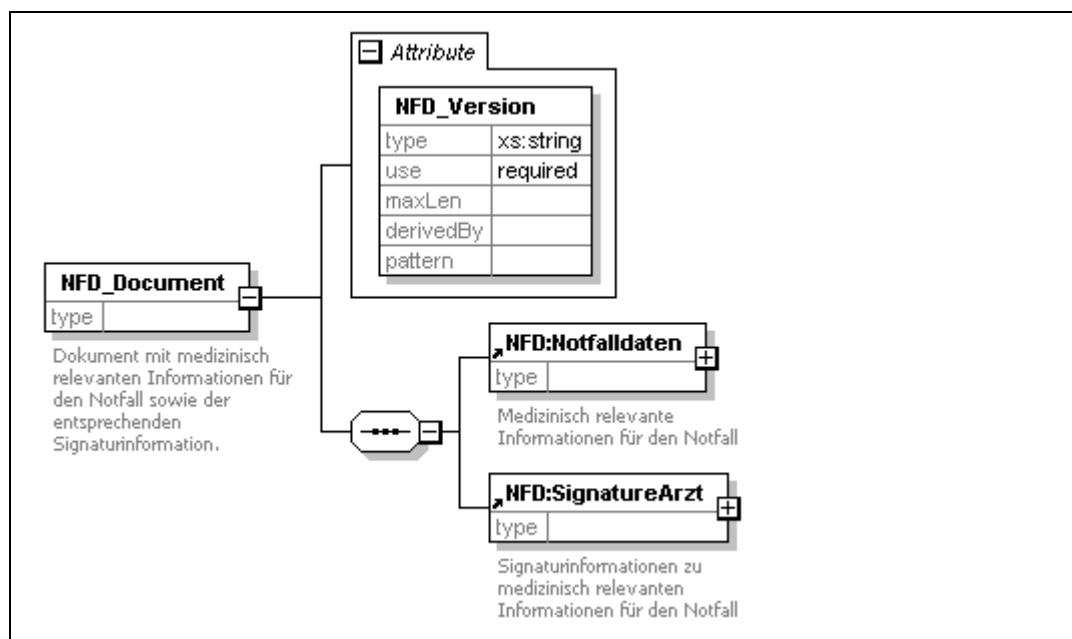 Attribute
NFD_Version
type xs:string
use required
maxLen
derivedBy
pattern
NFD_Document
type
Dokument mit medizinisch
relevanten Informationen für
den Notfall sowie der
entsprechenden
Signaturinformation.
NFD:Notfalldaten
type
Medizinisch relevante
Informationen für den Notfall
NFD:SignatureArzt
type
Signaturinformationen zu
medizinisch relevanten
Informationen für den Notfall